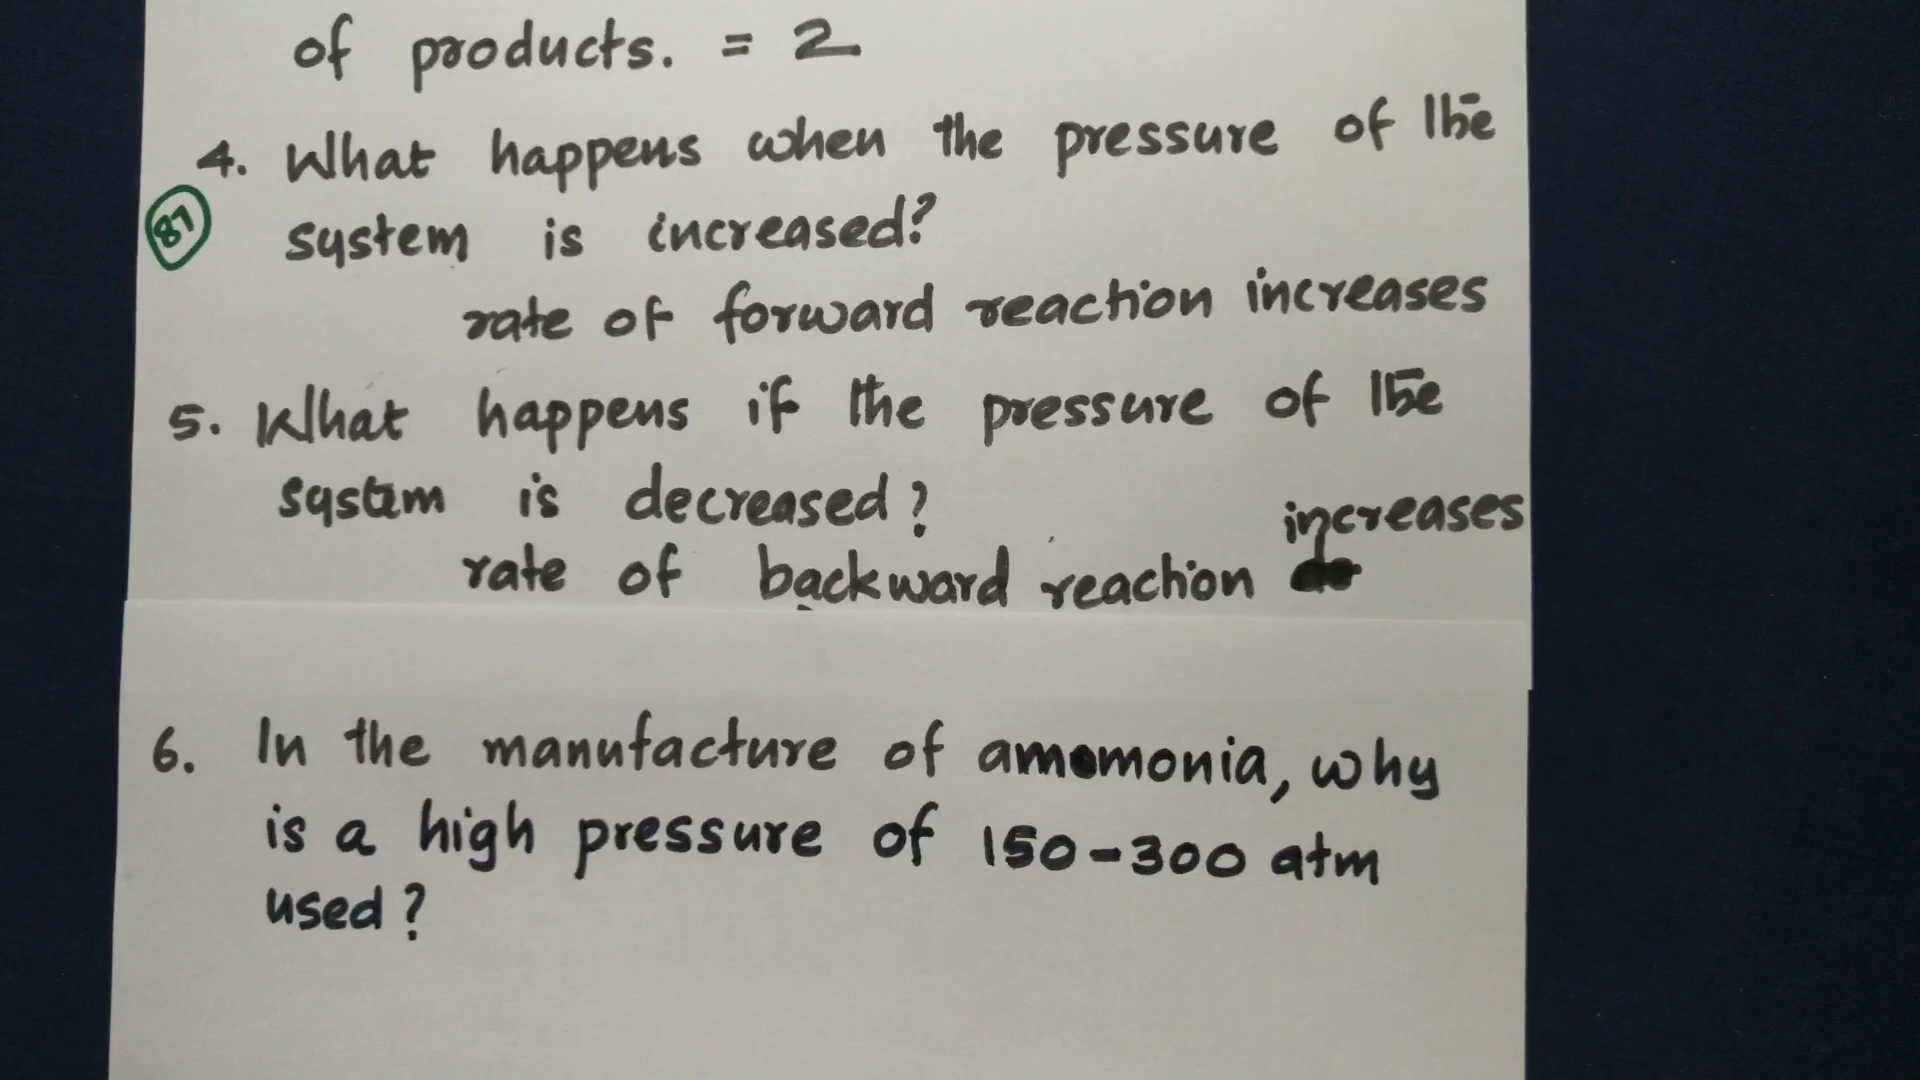 of products. = 2
4. What happens when the pressure of the
87
system is increased?
rate of forward reaction increases
5. What happens if the pressure of the
system is decreased?
increases
rate of backward reaction
6. In the manufacture of amomonia, why
is a high pressure of 150-300 atm
used?